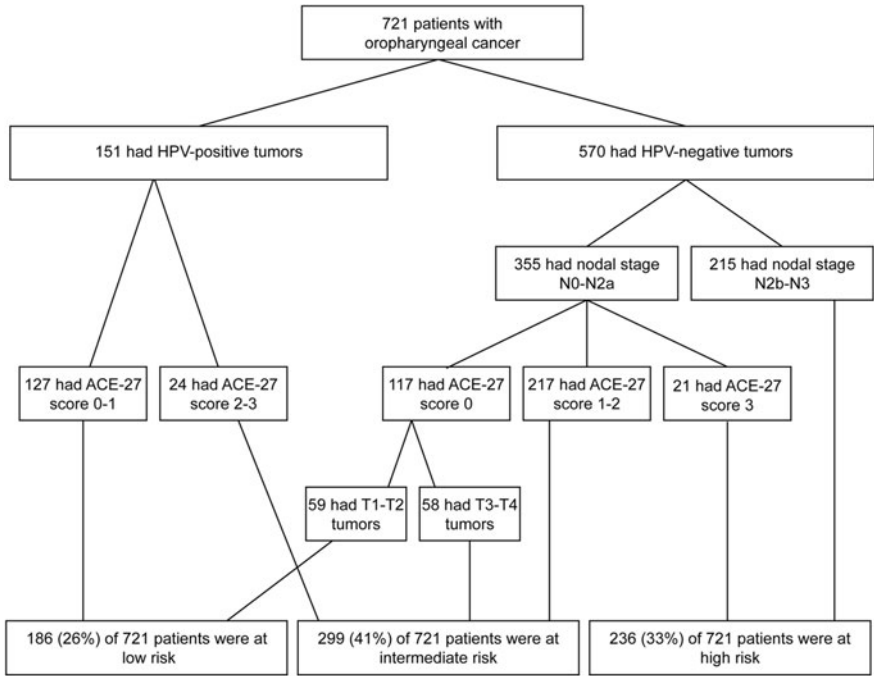 721 patients with
oropharyngeal cancer
151 had HPV-positive tumors
570 had HPV-negative tumors
355 had nodal stage
N0-N2a
215 had nodal stage
N2b-N3
127 had ACE-27
score 0-1
24 had ACE-27
score 2-3
117 had ACE-27
score 0
217 had ACE-27
score 1-2
21 had ACE-27
score 3
59 had T1-T2
tumors
58 had T3-T4
tumors
186 (26%) of 721 patients were at
low risk
299 (41%) of 721 patients were at
intermediate risk
236 (33%) of 721 patients were at
high risk